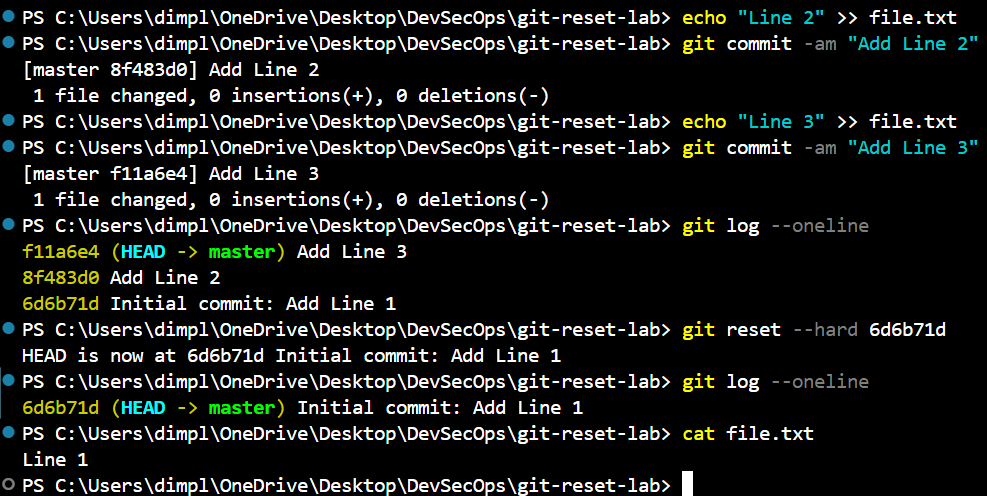 PS C:\Users\dimpl\OneDrive\Desktop\DevSecOps\git-reset-lab> echo "Line 2" >> file.txt
PS C:\Users\dimpl\OneDrive\Desktop\DevSecOps\git-reset-lab> git commit -am "Add Line 2"
[master 8f483d0] Add Line 2
 1 file changed, 0 insertions(+), 0 deletions(-)
PS C:\Users\dimpl\OneDrive\Desktop\DevSecOps\git-reset-lab> echo "Line 3" >> file.txt
PS C:\Users\dimpl\OneDrive\Desktop\DevSecOps\git-reset-lab> git commit -am "Add Line 3"
[master f11a6e4] Add Line 3
 1 file changed, 0 insertions(+), 0 deletions(-)
PS C:\Users\dimpl\OneDrive\Desktop\DevSecOps\git-reset-lab> git log --oneline
f11a6e4 (HEAD -> master) Add Line 3
8f483d0 Add Line 2
6d6b71d Initial commit: Add Line 1
PS C:\Users\dimpl\OneDrive\Desktop\DevSecOps\git-reset-lab> git reset --hard 6d6b71d
HEAD is now at 6d6b71d Initial commit: Add Line 1
PS C:\Users\dimpl\OneDrive\Desktop\DevSecOps\git-reset-lab> git log --oneline
6d6b71d (HEAD -> master) Initial commit: Add Line 1
PS C:\Users\dimpl\OneDrive\Desktop\DevSecOps\git-reset-lab> cat file.txt
Line 1
PS C:\Users\dimpl\OneDrive\Desktop\DevSecOps\git-reset-lab>